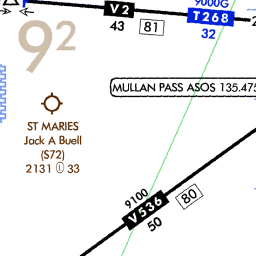 9000G
V2
T268
2
43
81
32
9²
MULLAN PASS ASOS 135.475
ST MARIES
Jack A Buell
(S72)
2131 Ⓛ 33
9100
V536
80
50